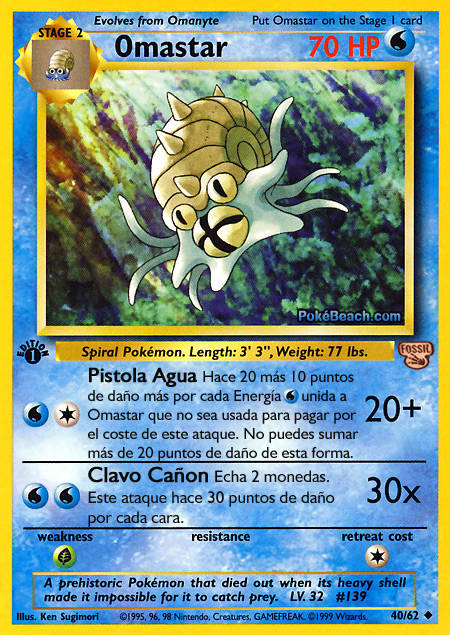 Evolves from Omanyte
Put Omastar on the Stage 1 card
STAGE 2
Omastar
70 HP
PokéBeach.com
EDITION
1
Spiral Pokémon. Length: 3' 3", Weight: 77 lbs.
FOSSIL
Pistola Agua Hace 20 más 10 puntos
de daño más por cada Energía unida a
Omastar que no sea usada para pagar por
el coste de este ataque. No puedes sumar
más de 20 puntos de daño de esta forma.
20+
Clavo Cañon Echa 2 monedas.
Este ataque hace 30 puntos de daño
por cada cara.
30x
weakness
resistance
retreat cost
A prehistoric Pokémon that died out when its heavy shell
made it impossible for it to catch prey. LV. 32 #139
Illus. Ken Sugimori
©1995, 96, 98 Nintendo, Creatures, GAMEFREAK. ©1999 Wizards.
40/62